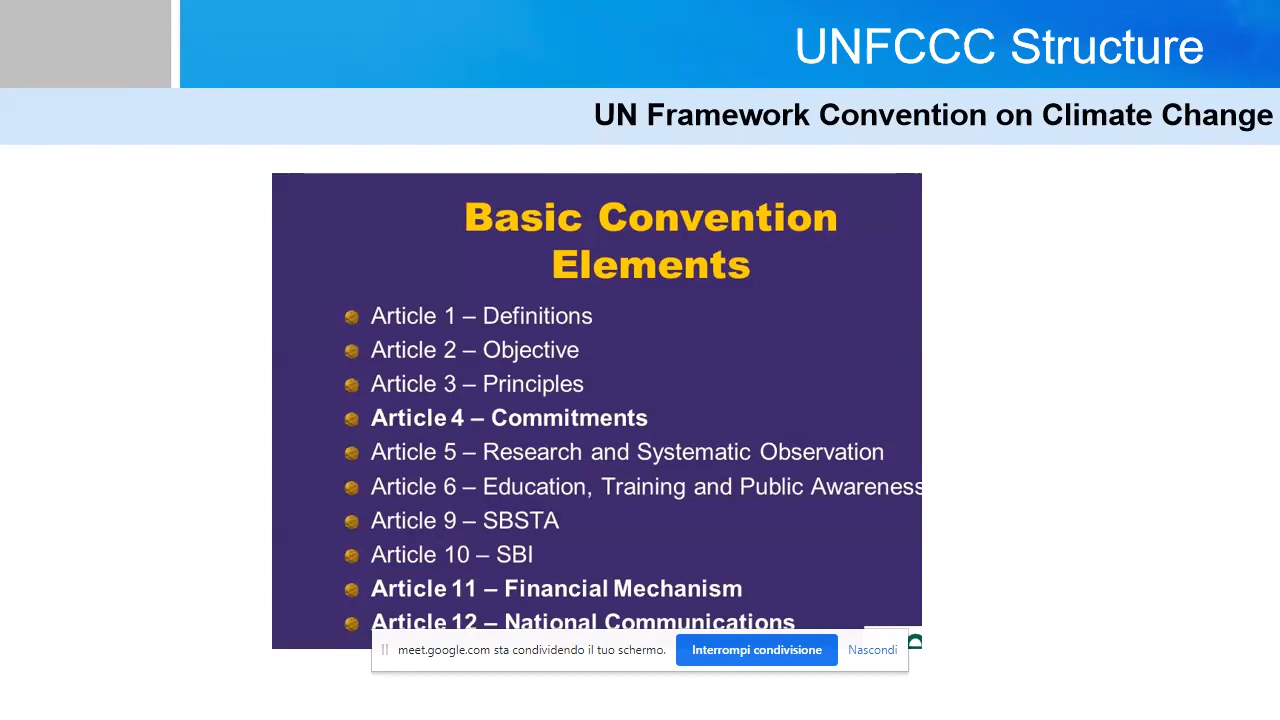 UNFCCC Structure
UN Framework Convention on Climate Change
Basic Convention
Elements
Article 1 – Definitions
Article 2 – Objective
Article 3 – Principles
Article 4 – Commitments
Article 5 – Research and Systematic Observation
Article 6 – Education, Training and Public Awareness
Article 9 – SBSTA
Article 10 – SBI
Article 11 – Financial Mechanism
Article 12 – National Communications
meet.google.com sta condividendo il tuo schermo. Interrompi condivisione Nascondi